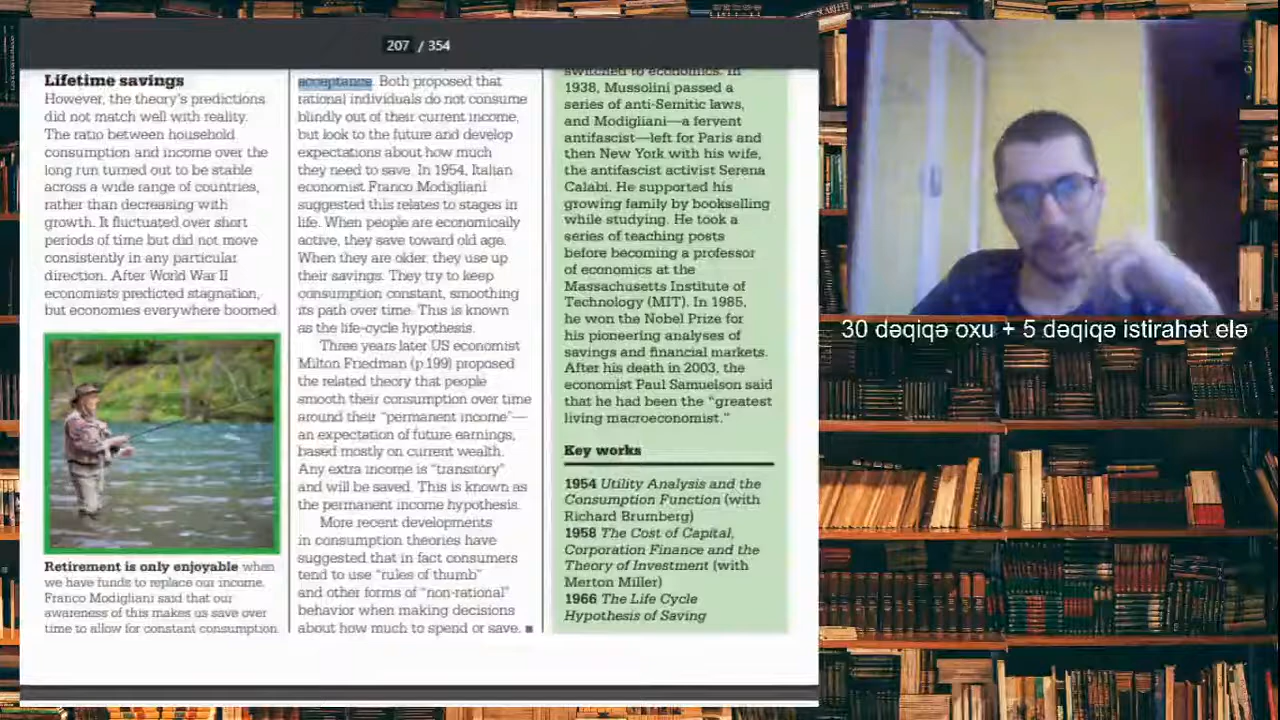 207 / 354
Lifetime savings
However, the theory's predictions
did not match well with reality.
The ratio between household
consumption and income over the
long run turned out to be stable
across a wide range of countries,
rather than decreasing with
growth. It fluctuated over short
periods of time but did not move
consistently in any particular
direction. After World War II
economists predicted stagnation,
but economies everywhere boomed
Retirement is only enjoyable when
we have funds to replace our income.
Franco Modigliani said that our
awareness of this makes us save over
time to allow for constant consumption
acceptance. Both proposed that
rational individuals do not consume
blindly out of their current income,
but look to the future and develop
expectations about how much
they need to save. In 1954, Italian
economist Franco Modigliani
suggested this relates to stages in
life. When people are economically
active, they save toward old age.
When they are older, they use up
their savings. They try to keep
consumption constant, smoothing
its path over time. This is known
as the life-cycle hypothesis.
Three years later US economist
Milton Friedman (p.199) proposed
the related theory that people
smooth their consumption over time
around their "permanent income"—
an expectation of future earnings,
based mostly on current wealth.
Any extra income is "transitory"
and will be saved. This is known as
the permanent income hypothesis.
More recent developments
in consumption theories have
suggested that in fact consumers
tend to use "rules of thumb"
and other forms of "non-rational"
behavior when making decisions
about how much to spend or save. ■
switched to economics. In
1938, Mussolini passed a
series of anti-Semitic laws,
and Modigliani—a fervent
antifascist—left for Paris and
then New York with his wife,
the antifascist activist Serena
Calabi. He supported his
growing family by bookselling
while studying. He took a
series of teaching posts
before becoming a professor
of economics at the
Massachusetts Institute of
Technology (MIT). In 1985,
he won the Nobel Prize for
his pioneering analyses of
savings and financial markets.
After his death in 2003, the
economist Paul Samuelson said
that he had been the "greatest
living macroeconomist."
Key works
1954 Utility Analysis and the
Consumption Function (with
Richard Brumberg)
1958 The Cost of Capital,
Corporation Finance and the
Theory of Investment (with
Merton Miller)
1966 The Life Cycle
Hypothesis of Saving
30 dəqiqə oxu + 5 dəqiqə istirahət elə